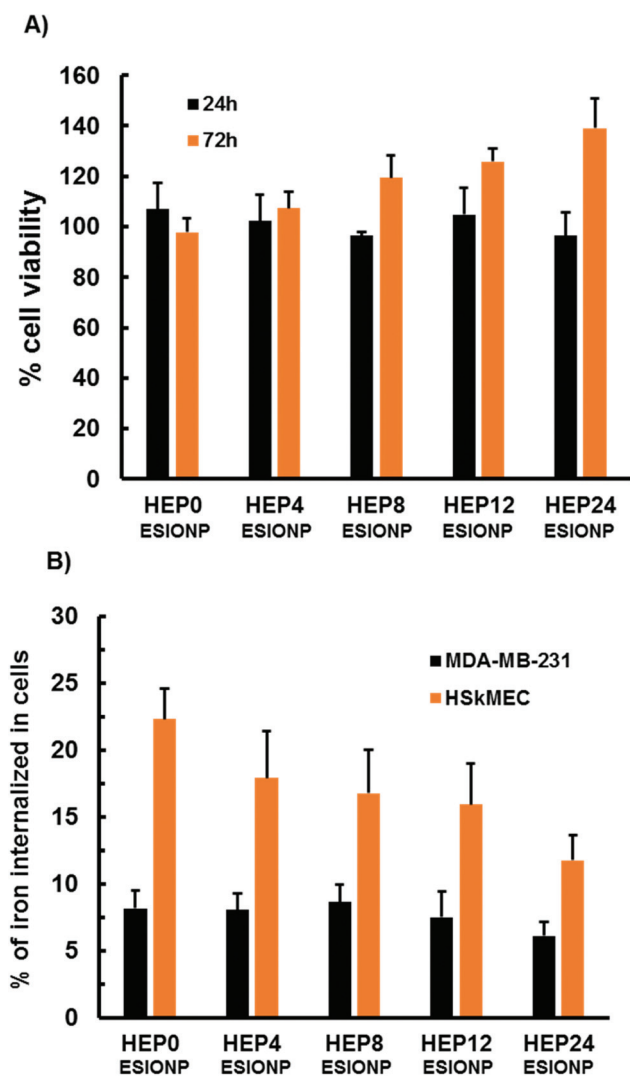 A)
160
140
120
100
80
60
40
20
0
% cell viability
24h
72h
HEP0 HEP4 HEP8 HEP12 HEP24
ESIONP ESIONP ESIONP ESIONP ESIONP
B)
30
25
20
15
10
5
0
% of iron internalized in cells
MDA-MB-231
HSkMEC
HEP0 HEP4 HEP8 HEP12 HEP24
ESIONP ESIONP ESIONP ESIONP ESIONP